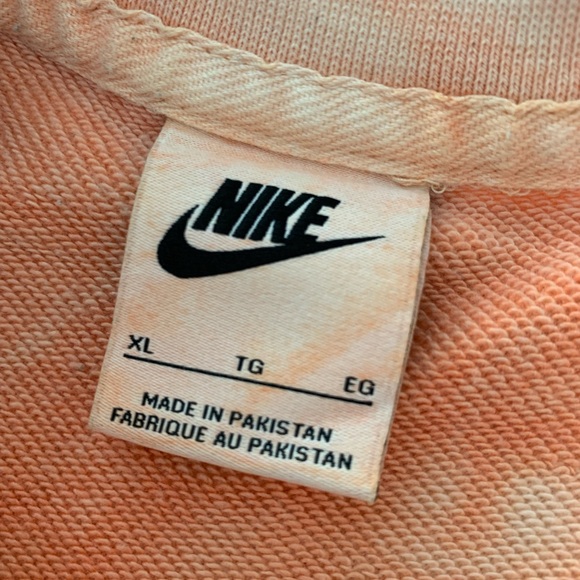 NIKE
XL TG EG
MADE IN PAKISTAN
FABRIQUE AU PAKISTAN